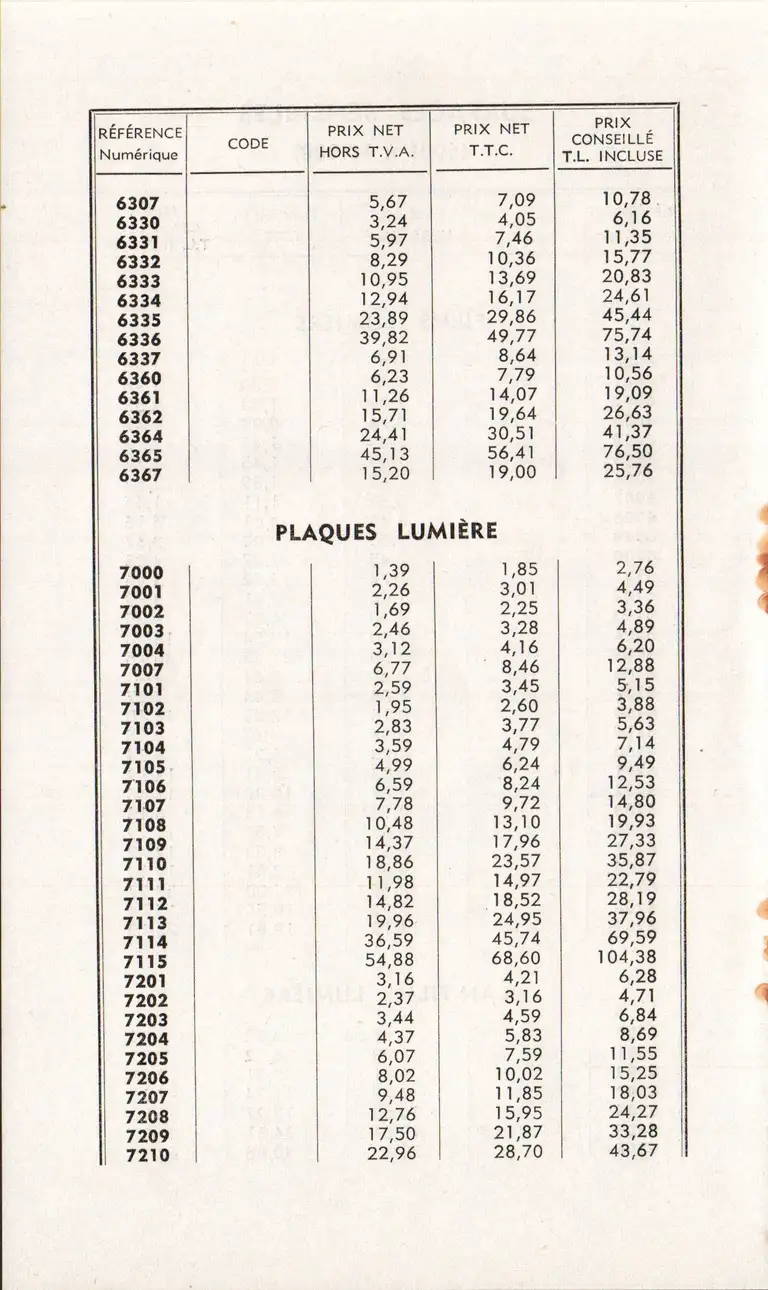 RÉFÉRENCE Numérique CODE PRIX NET HORS T.V.A. PRIX NET T.T.C. PRIX CONSEILLÉ T.L. INCLUSE
6307 5,67 7,09 10,78
6330 3,24 4,05 6,16
6331 5,97 7,46 11,35
6332 8,29 10,36 15,77
6333 10,95 13,69 20,83
6334 12,94 16,17 24,61
6335 23,89 29,86 45,44
6336 39,82 49,77 75,74
6337 6,91 8,64 13,14
6360 6,23 7,79 10,56
6361 11,26 14,07 19,09
6362 15,71 19,64 26,63
6364 24,41 30,51 41,37
6365 45,13 56,41 76,50
6367 15,20 19,00 25,76
PLAQUES LUMIÈRE
7000 1,39 1,85 2,76
7001 2,26 3,01 4,49
7002 1,69 2,25 3,36
7003 2,46 3,28 4,89
7004 3,12 4,16 6,20
7007 6,77 8,46 12,88
7101 2,59 3,45 5,15
7102 1,95 2,60 3,88
7103 2,83 3,77 5,63
7104 3,59 4,79 7,14
7105 4,99 6,24 9,49
7106 6,59 8,24 12,53
7107 7,78 9,72 14,80
7108 10,48 13,10 19,93
7109 14,37 17,96 27,33
7110 18,86 23,57 35,87
7111 11,98 14,97 22,79
7112 14,82 18,52 28,19
7113 19,96 24,95 37,96
7114 36,59 45,74 69,59
7115 54,88 68,60 104,38
7201 3,16 4,21 6,28
7202 2,37 3,16 4,71
7203 3,44 4,59 6,84
7204 4,37 5,83 8,69
7205 6,07 7,59 11,55
7206 8,02 10,02 15,25
7207 9,48 11,85 18,03
7208 12,76 15,95 24,27
7209 17,50 21,87 33,28
7210 22,96 28,70 43,67